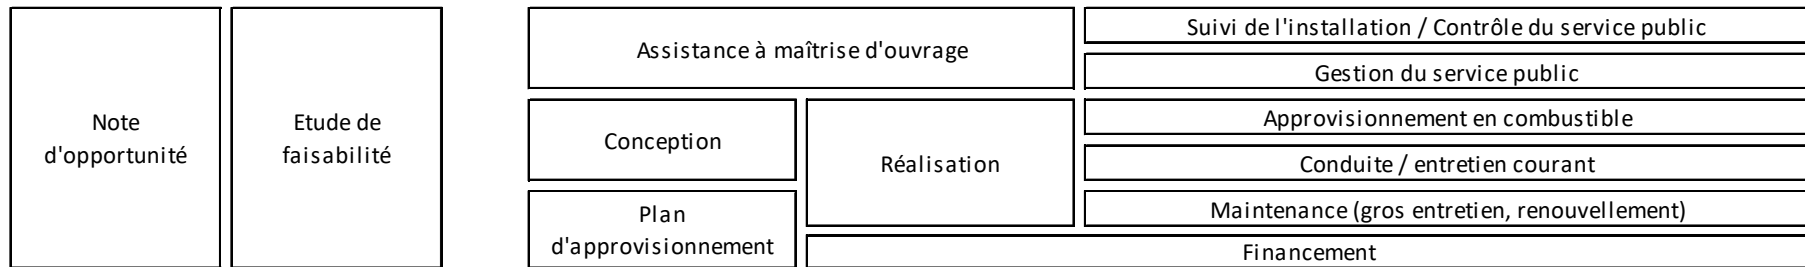 Note
d'opportunité
Etude de
faisabilité
Assistance à maîtrise d'ouvrage
Conception
Plan
d'approvisionnement
Réalisation
Suivi de l'installation / Contrôle du service public
Gestion du service public
Approvisionnement en combustible
Conduite / entretien courant
Maintenance (gros entretien, renouvellement)
Financement